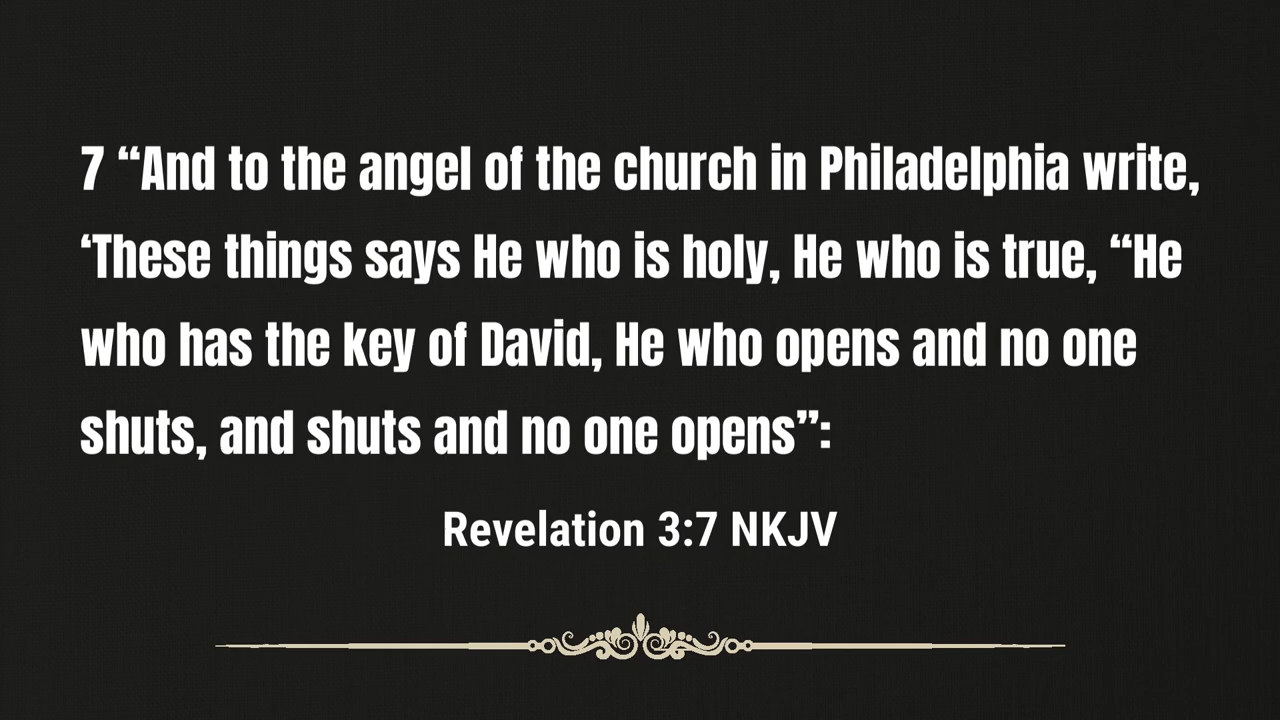 7 “And to the angel of the church in Philadelphia write,
‘These things says He who is holy, He who is true, “He
who has the key of David, He who opens and no one
shuts, and shuts and no one opens”:
Revelation 3:7 NKJV